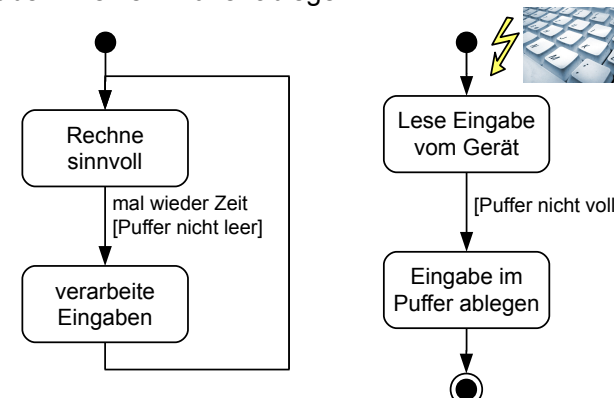 Rechne
sinnvoll
mal wieder Zeit
[Puffer nicht leer]
verarbeite
Eingaben
Lese Eingabe
vom Gerät
[Puffer nicht voll
Eingabe im
Puffer ablegen